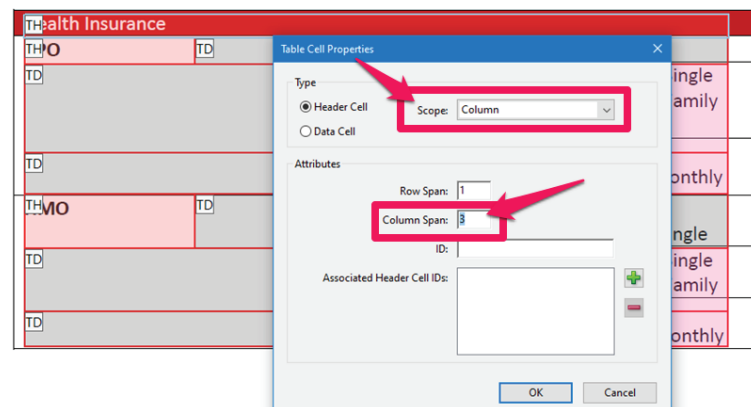 TH ealth Insurance
TH PO TD
Table Cell Properties
TD
ingle
amily
Type
Header Cell
Scope: Column
Data Cell
TD
onthly
Attributes
Row Span: 1
TH MO TD
Column Span: 3
ngle
ID:
TD
ingle
amily
Associated Header Cell IDs:
TD
onthly
OK Cancel